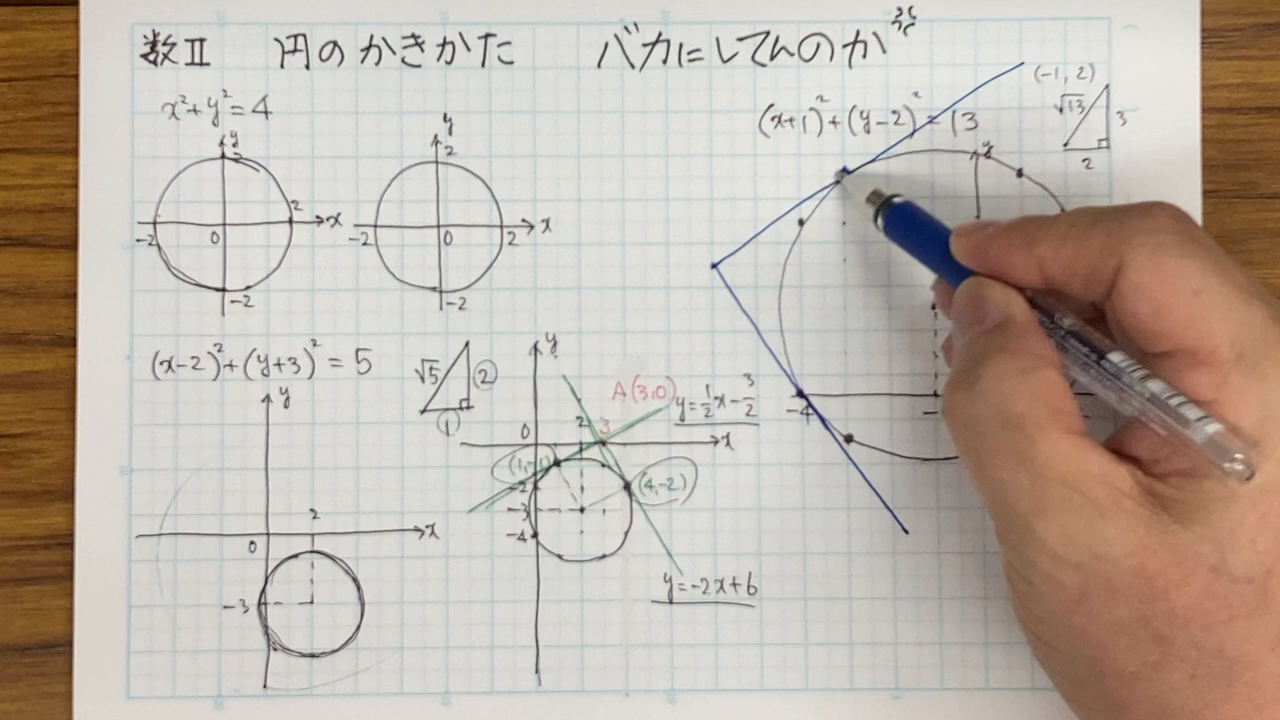 数Ⅱ 円のかきかた バカにしてんのか
x²+y²=4
y
2
-2
0
2
x
-2
y
2
-2
0
2
x
-2
(x+1)²+(y-2)²=13
(-1, 2)
√13
3
2
y
-4
(x-2)²+(y+3)²=5
y
2
0
x
-3
√5
②
①
y
A(3,0)
y=½x-3/2
0
2
3
x
-2
(4,-2)
-3
-4
y=-2x+6